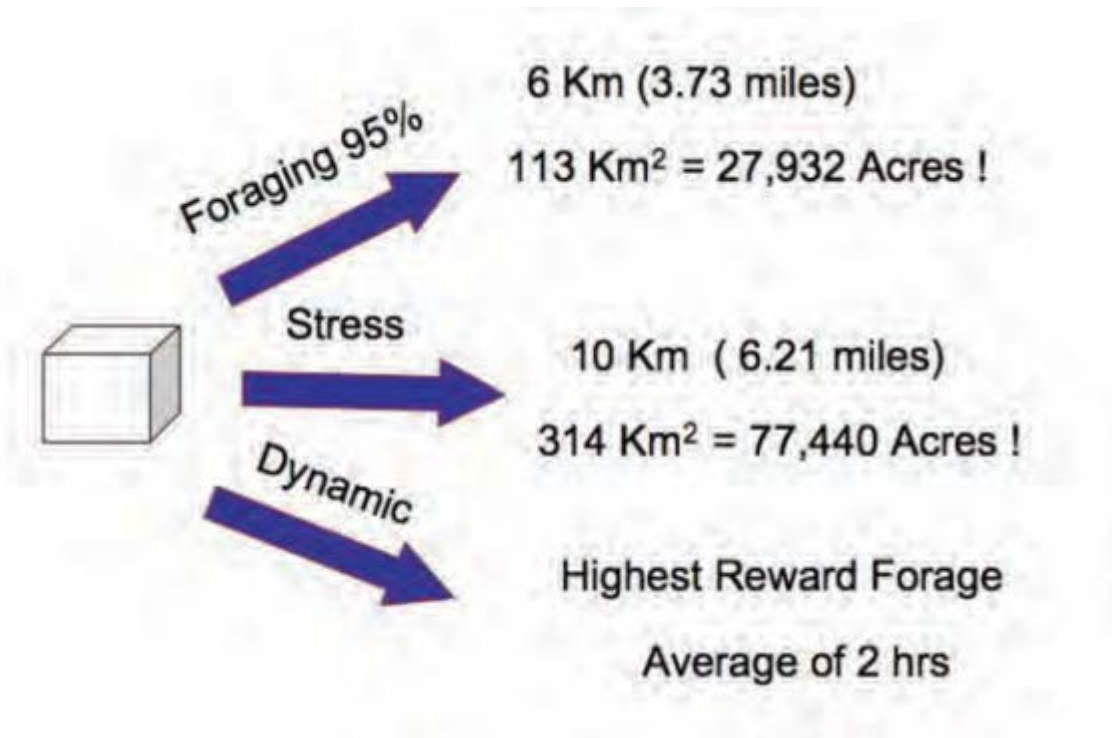 Foraging 95%
6 Km (3.73 miles)
113 Km² = 27,932 Acres !
Stress
10 Km ( 6.21 miles)
314 Km² = 77,440 Acres !
Dynamic
Highest Reward Forage
Average of 2 hrs